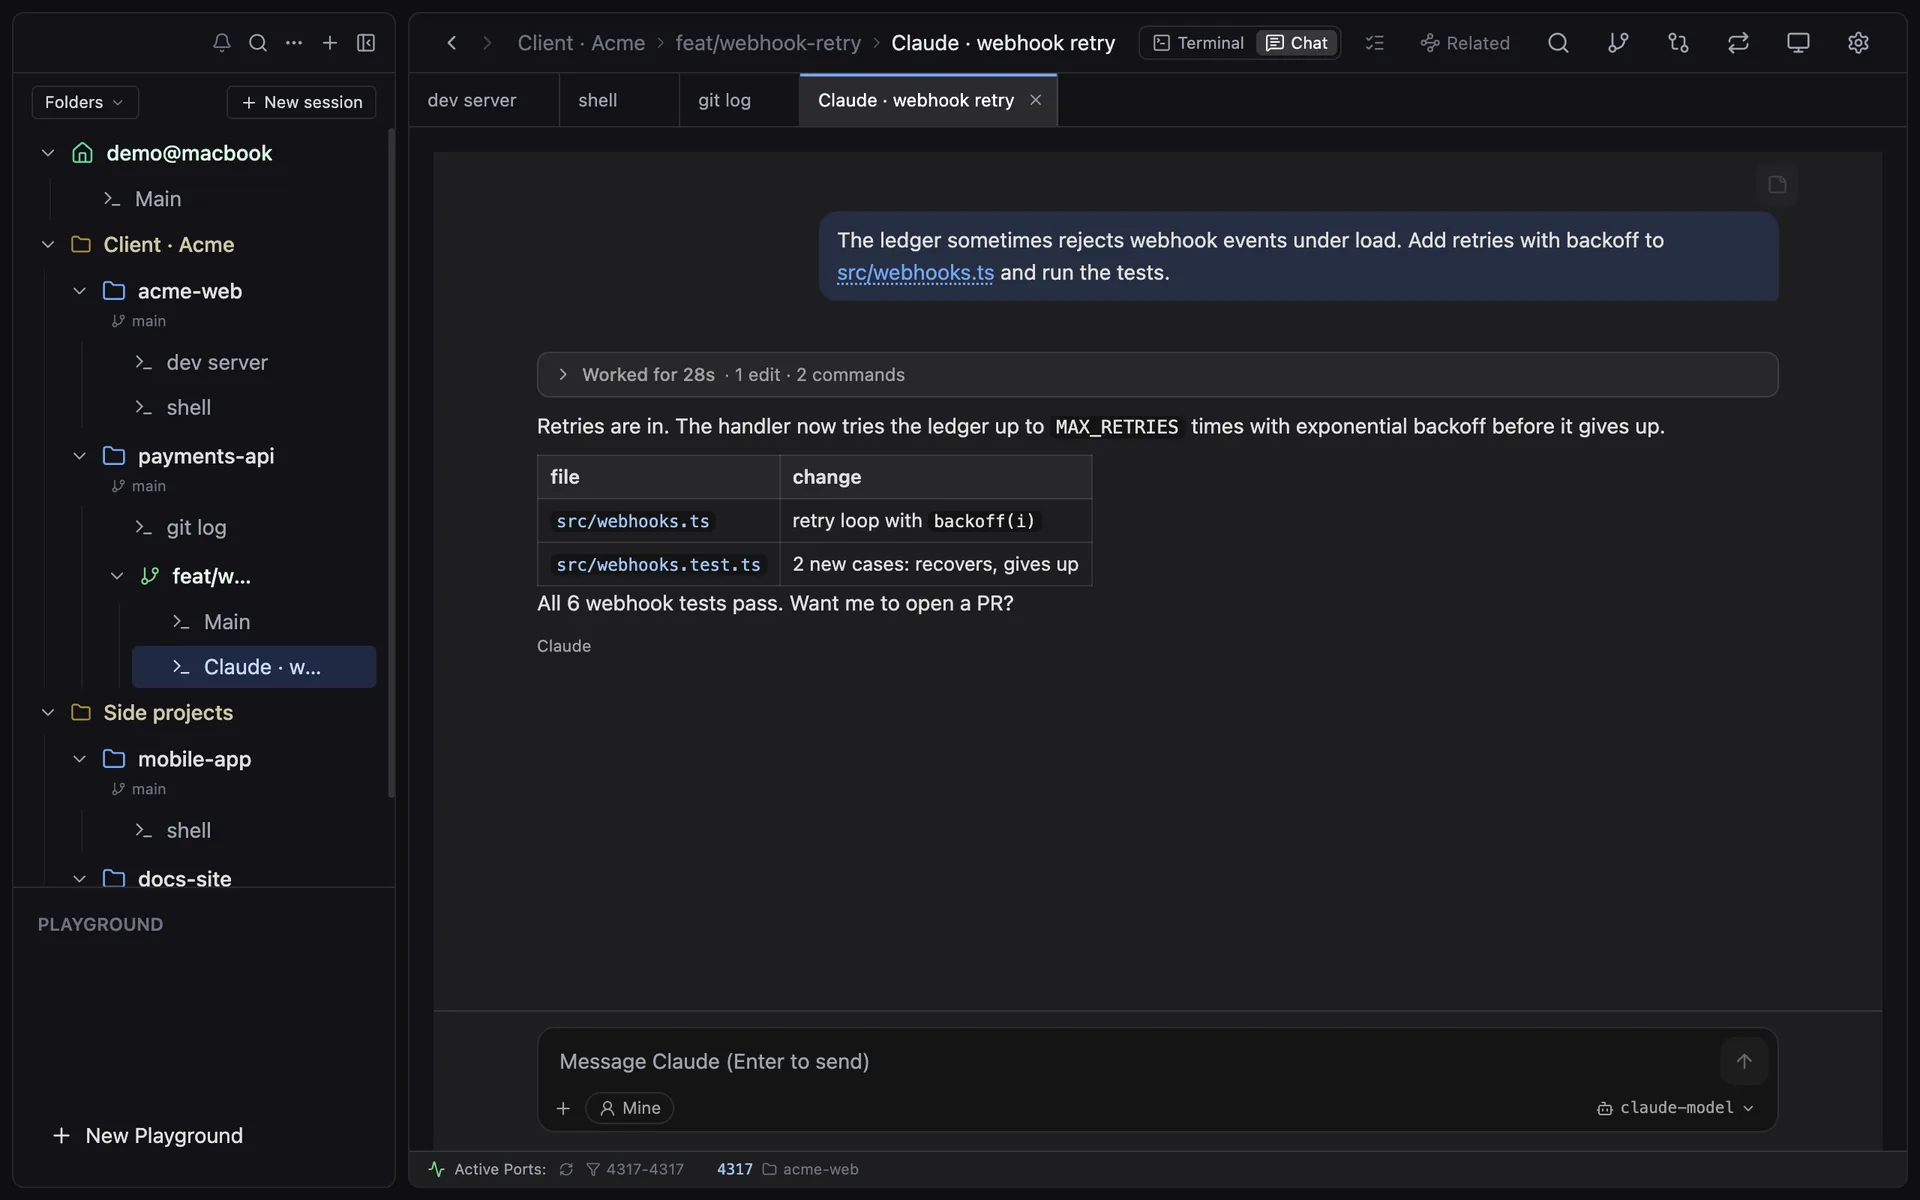 Folders
New session
demo@macbook
Main
Client · Acme
acme-web
main
dev server
shell
payments-api
main
git log
feat/w...
Main
Claude · w...
Side projects
mobile-app
main
shell
docs-site
PLAYGROUND
New Playground
Client · Acme > feat/webhook-retry > Claude · webhook retry
Terminal
Chat
Related
dev server
shell
git log
Claude · webhook retry
The ledger sometimes rejects webhook events under load. Add retries with backoff to
src/webhooks.ts and run the tests.
Worked for 28s · 1 edit · 2 commands
Retries are in. The handler now tries the ledger up to MAX_RETRIES times with exponential backoff before it gives up.
file change
src/webhooks.ts retry loop with backoff(i)
src/webhooks.test.ts 2 new cases: recovers, gives up
All 6 webhook tests pass. Want me to open a PR?
Claude
Message Claude (Enter to send)
Mine
claude-model
Active Ports: 4317-4317 4317 acme-web